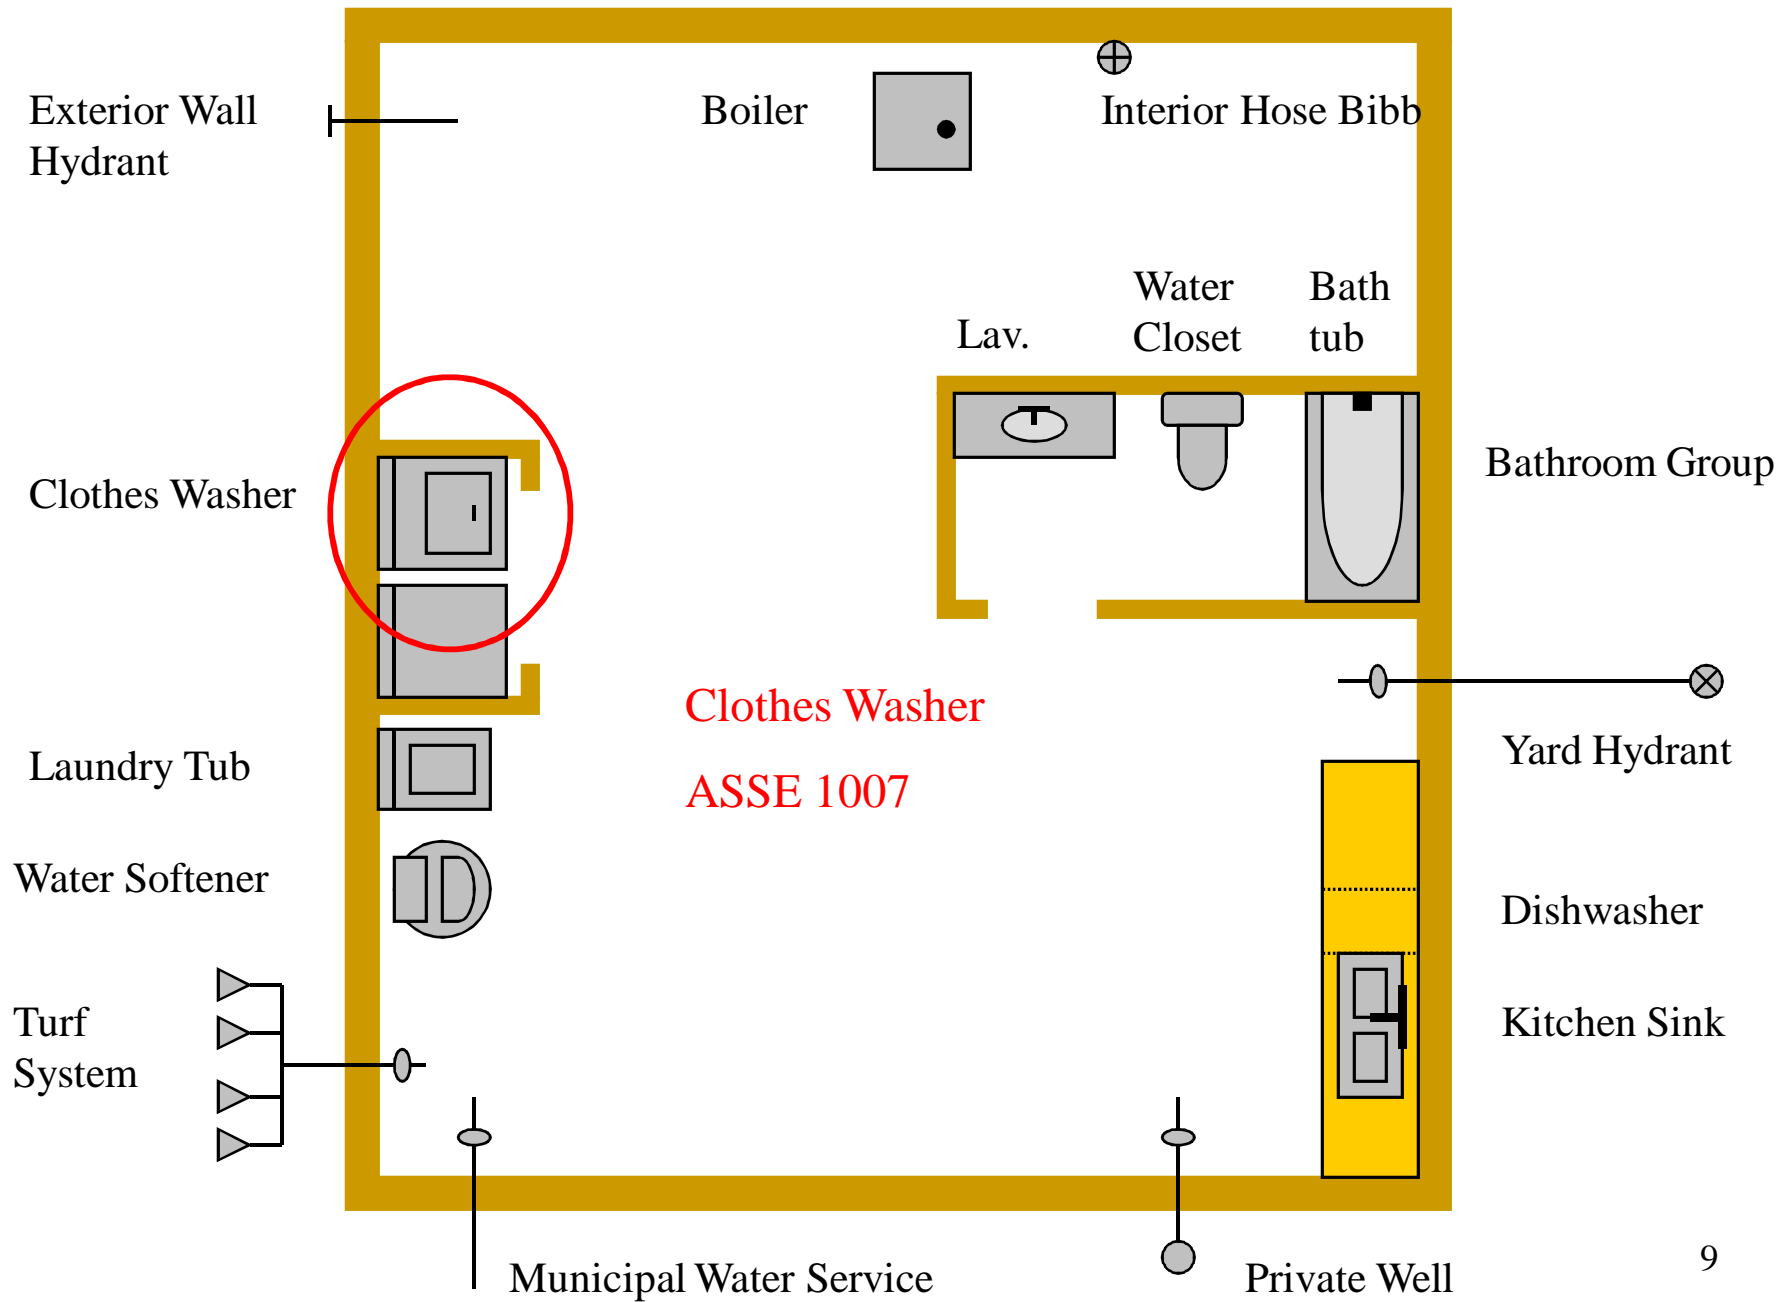 Exterior Wall
Hydrant
Boiler
Interior Hose Bibb
Lav.
Water
Closet
Bath
tub
Bathroom Group
Clothes Washer
Clothes Washer
ASSE 1007
Laundry Tub
Yard Hydrant
Water Softener
Dishwasher
Turf
System
Kitchen Sink
Municipal Water Service
Private Well
9